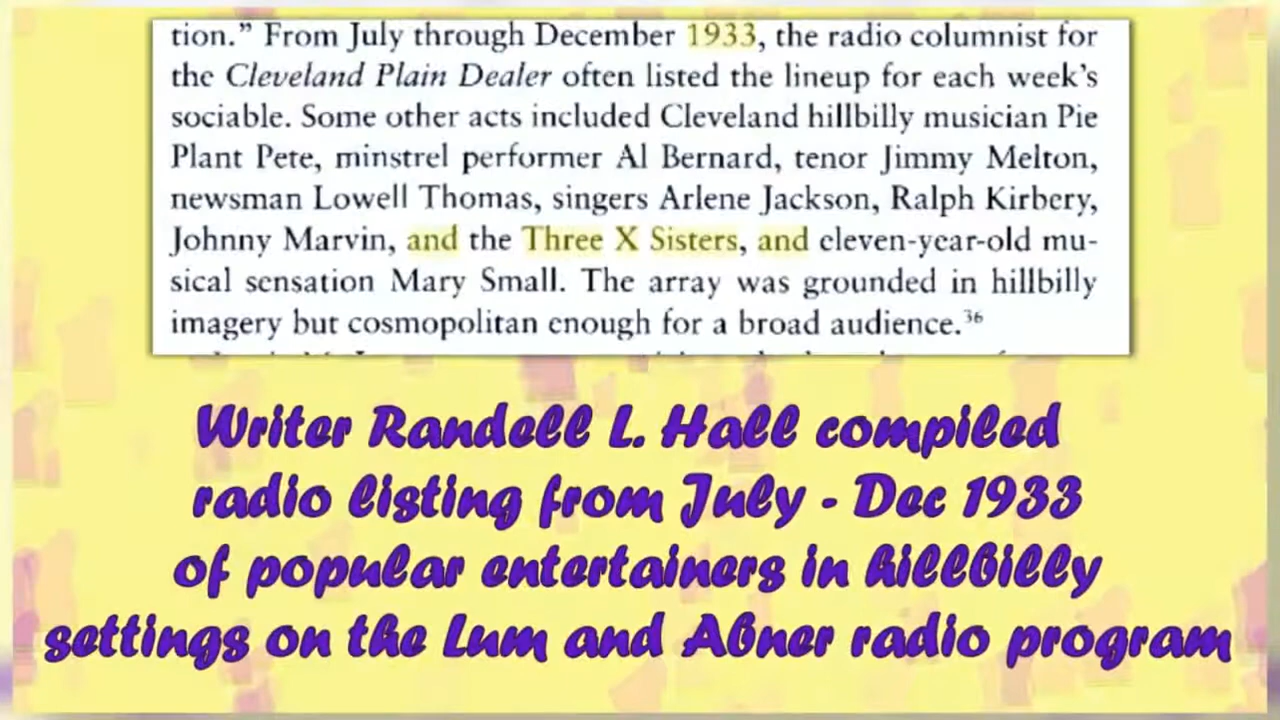 tion.” From July through December 1933, the radio columnist for
the Cleveland Plain Dealer often listed the lineup for each week’s
sociable. Some other acts included Cleveland hillbilly musician Pie
Plant Pete, minstrel performer Al Bernard, tenor Jimmy Melton,
newsman Lowell Thomas, singers Arlene Jackson, Ralph Kirbery,
Johnny Marvin, and the Three X Sisters, and eleven-year-old mu-
sical sensation Mary Small. The array was grounded in hillbilly
imagery but cosmopolitan enough for a broad audience.36
Writer Randell L. Hall compiled
radio listing from July - Dec 1933
of popular entertainers in hillbilly
settings on the Lum and Abner radio program